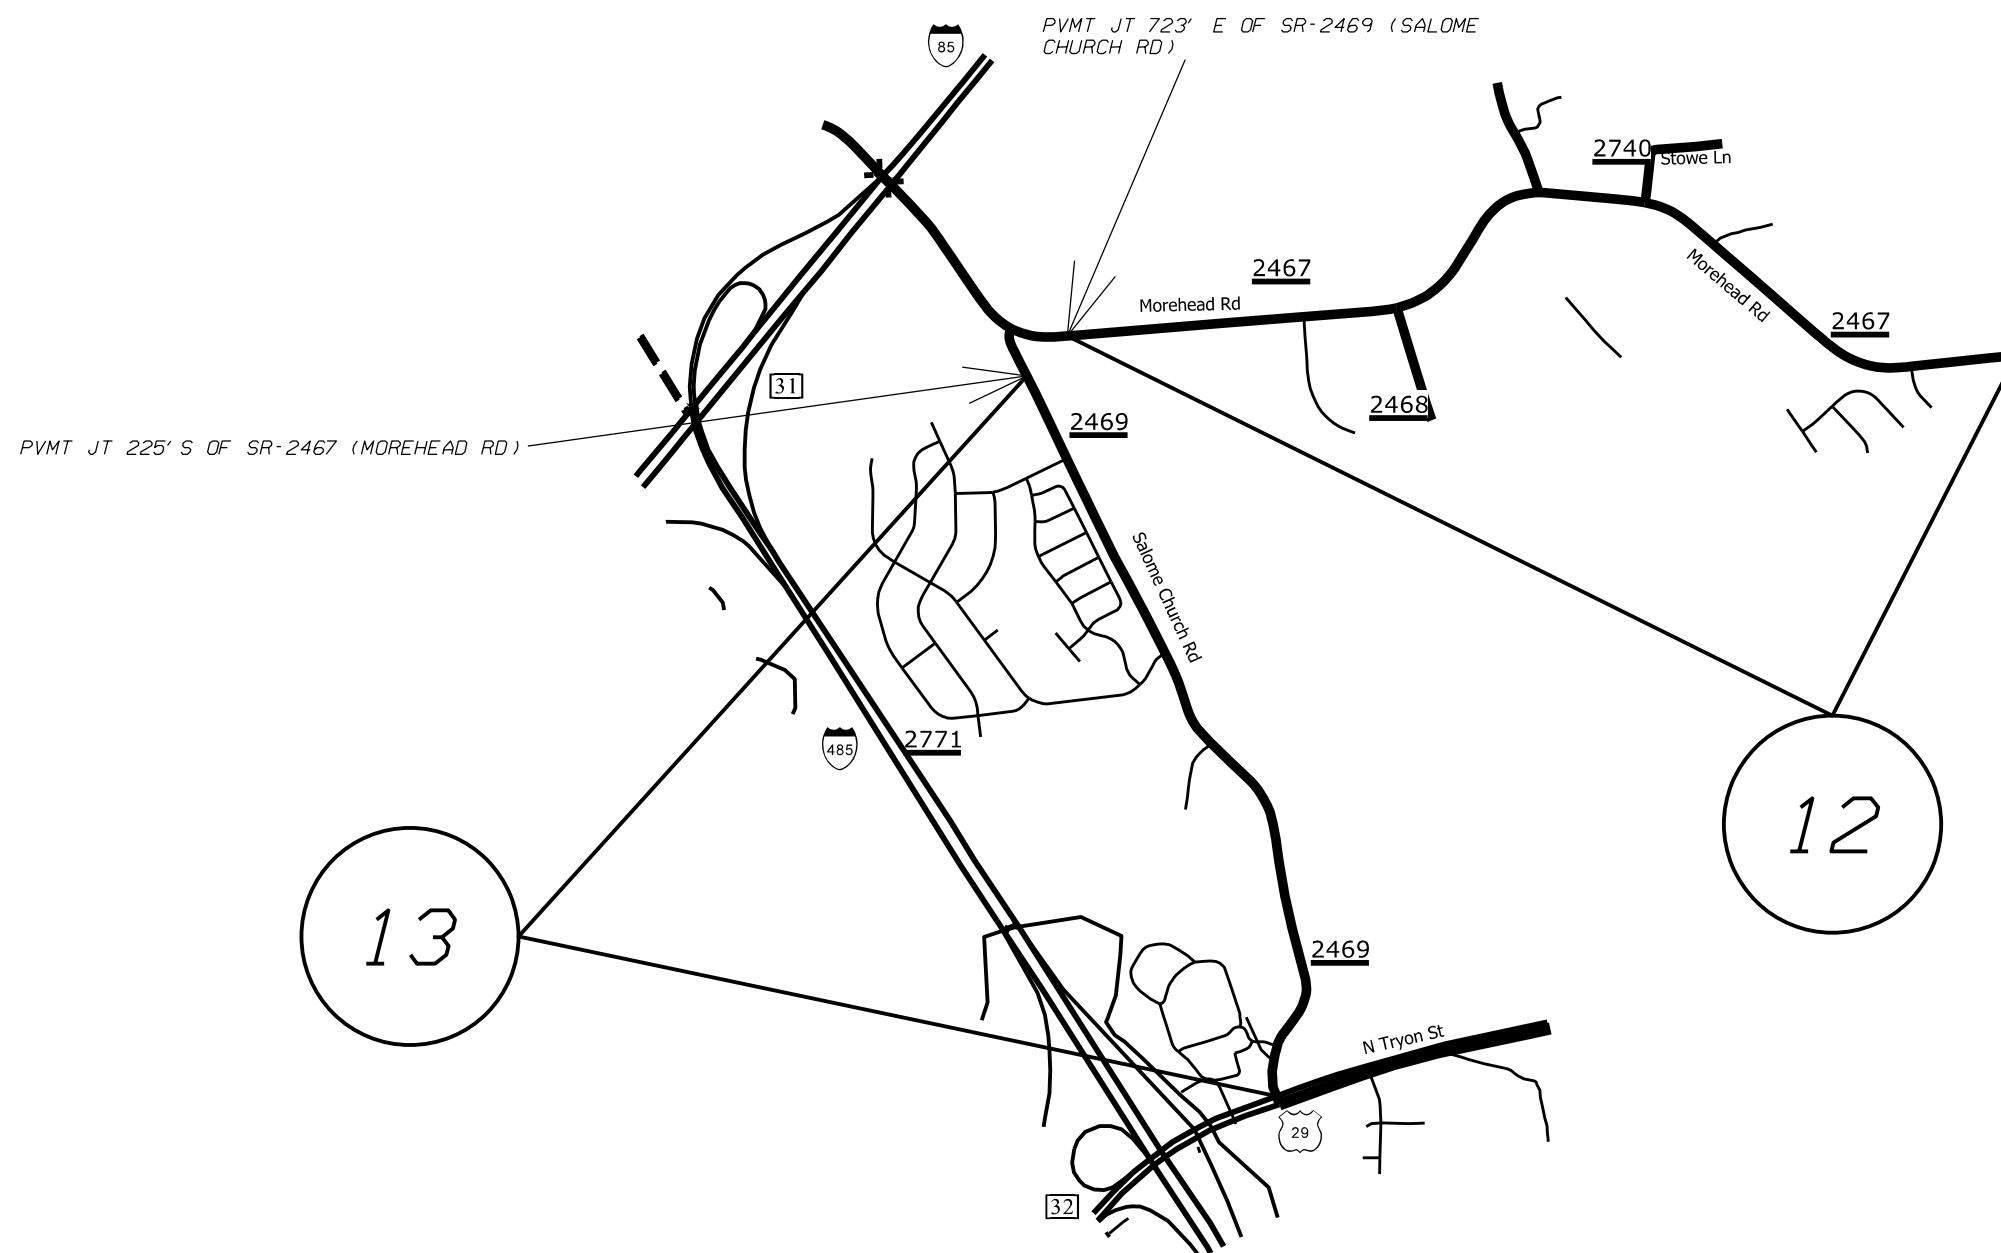 85
PVMT JT 723' E OF SR-2469 (SALOME
CHURCH RD)
2740
Stowe Ln
2467
Morehead Rd
Morehead Rd
2467
31
2468
2469
PVMT JT 225' S OF SR-2467 (MOREHEAD RD)
Salome Church Rd
485
2771
12
13
2469
N Tryon St
29
32